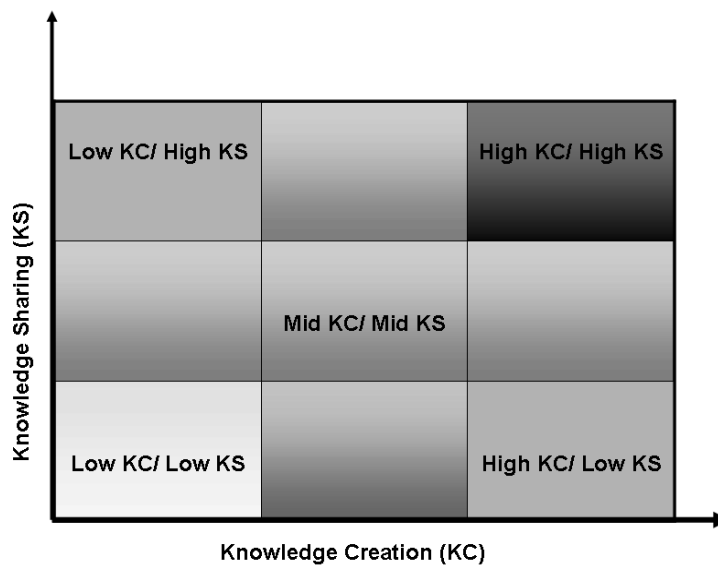 Low KC/ High KS
High KC/ High KS
Mid KC/ Mid KS
Low KC/ Low KS
High KC/ Low KS
Knowledge Sharing (KS)
Knowledge Creation (KC)